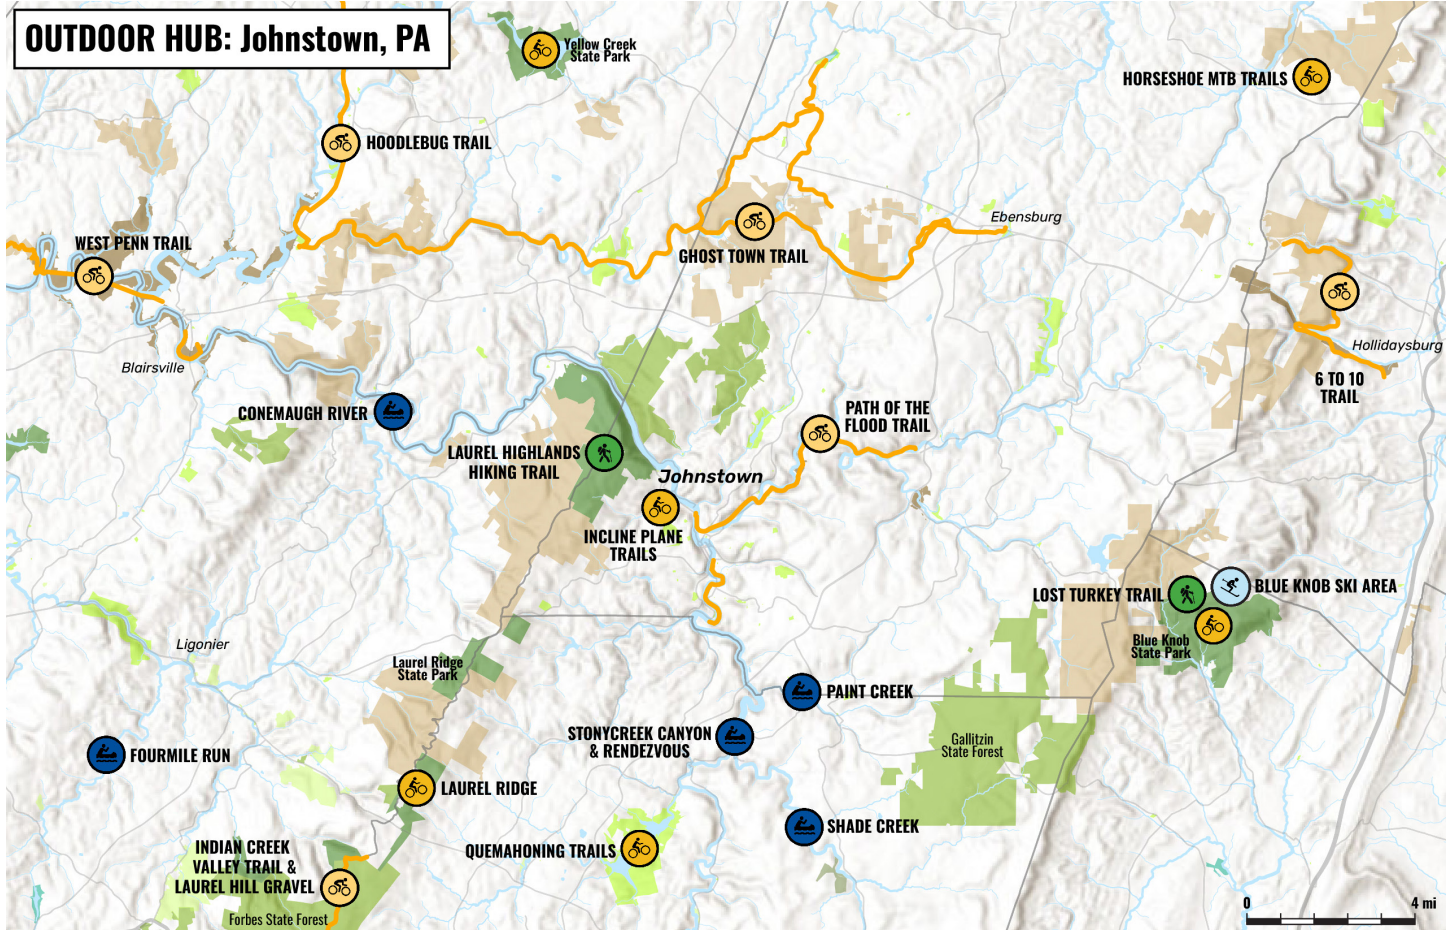 OUTDOOR HUB: Johnstown, PA
Yellow Creek
State Park
HORSESHOE MTB TRAILS
HOODLEBUG TRAIL
Ebensburg
WEST PENN TRAIL
GHOST TOWN TRAIL
Blairsville
Hollidaysburg
6 TO 10
TRAIL
CONEMAUGH RIVER
PATH OF THE
FLOOD TRAIL
LAUREL HIGHLANDS
HIKING TRAIL
Johnstown
INCLINE PLANE
TRAILS
LOST TURKEY TRAIL
BLUE KNOB SKI AREA
Blue Knob
State Park
Ligonier
Laurel Ridge
State Park
PAINT CREEK
STONYCREEK CANYON
& RENDEZVOUS
Gallitzin
State Forest
FOURMILE RUN
LAUREL RIDGE
SHADE CREEK
QUEMAHONING TRAILS
INDIAN CREEK
VALLEY TRAIL &
LAUREL HILL GRAVEL
Forbes State Forest
0 4 mi